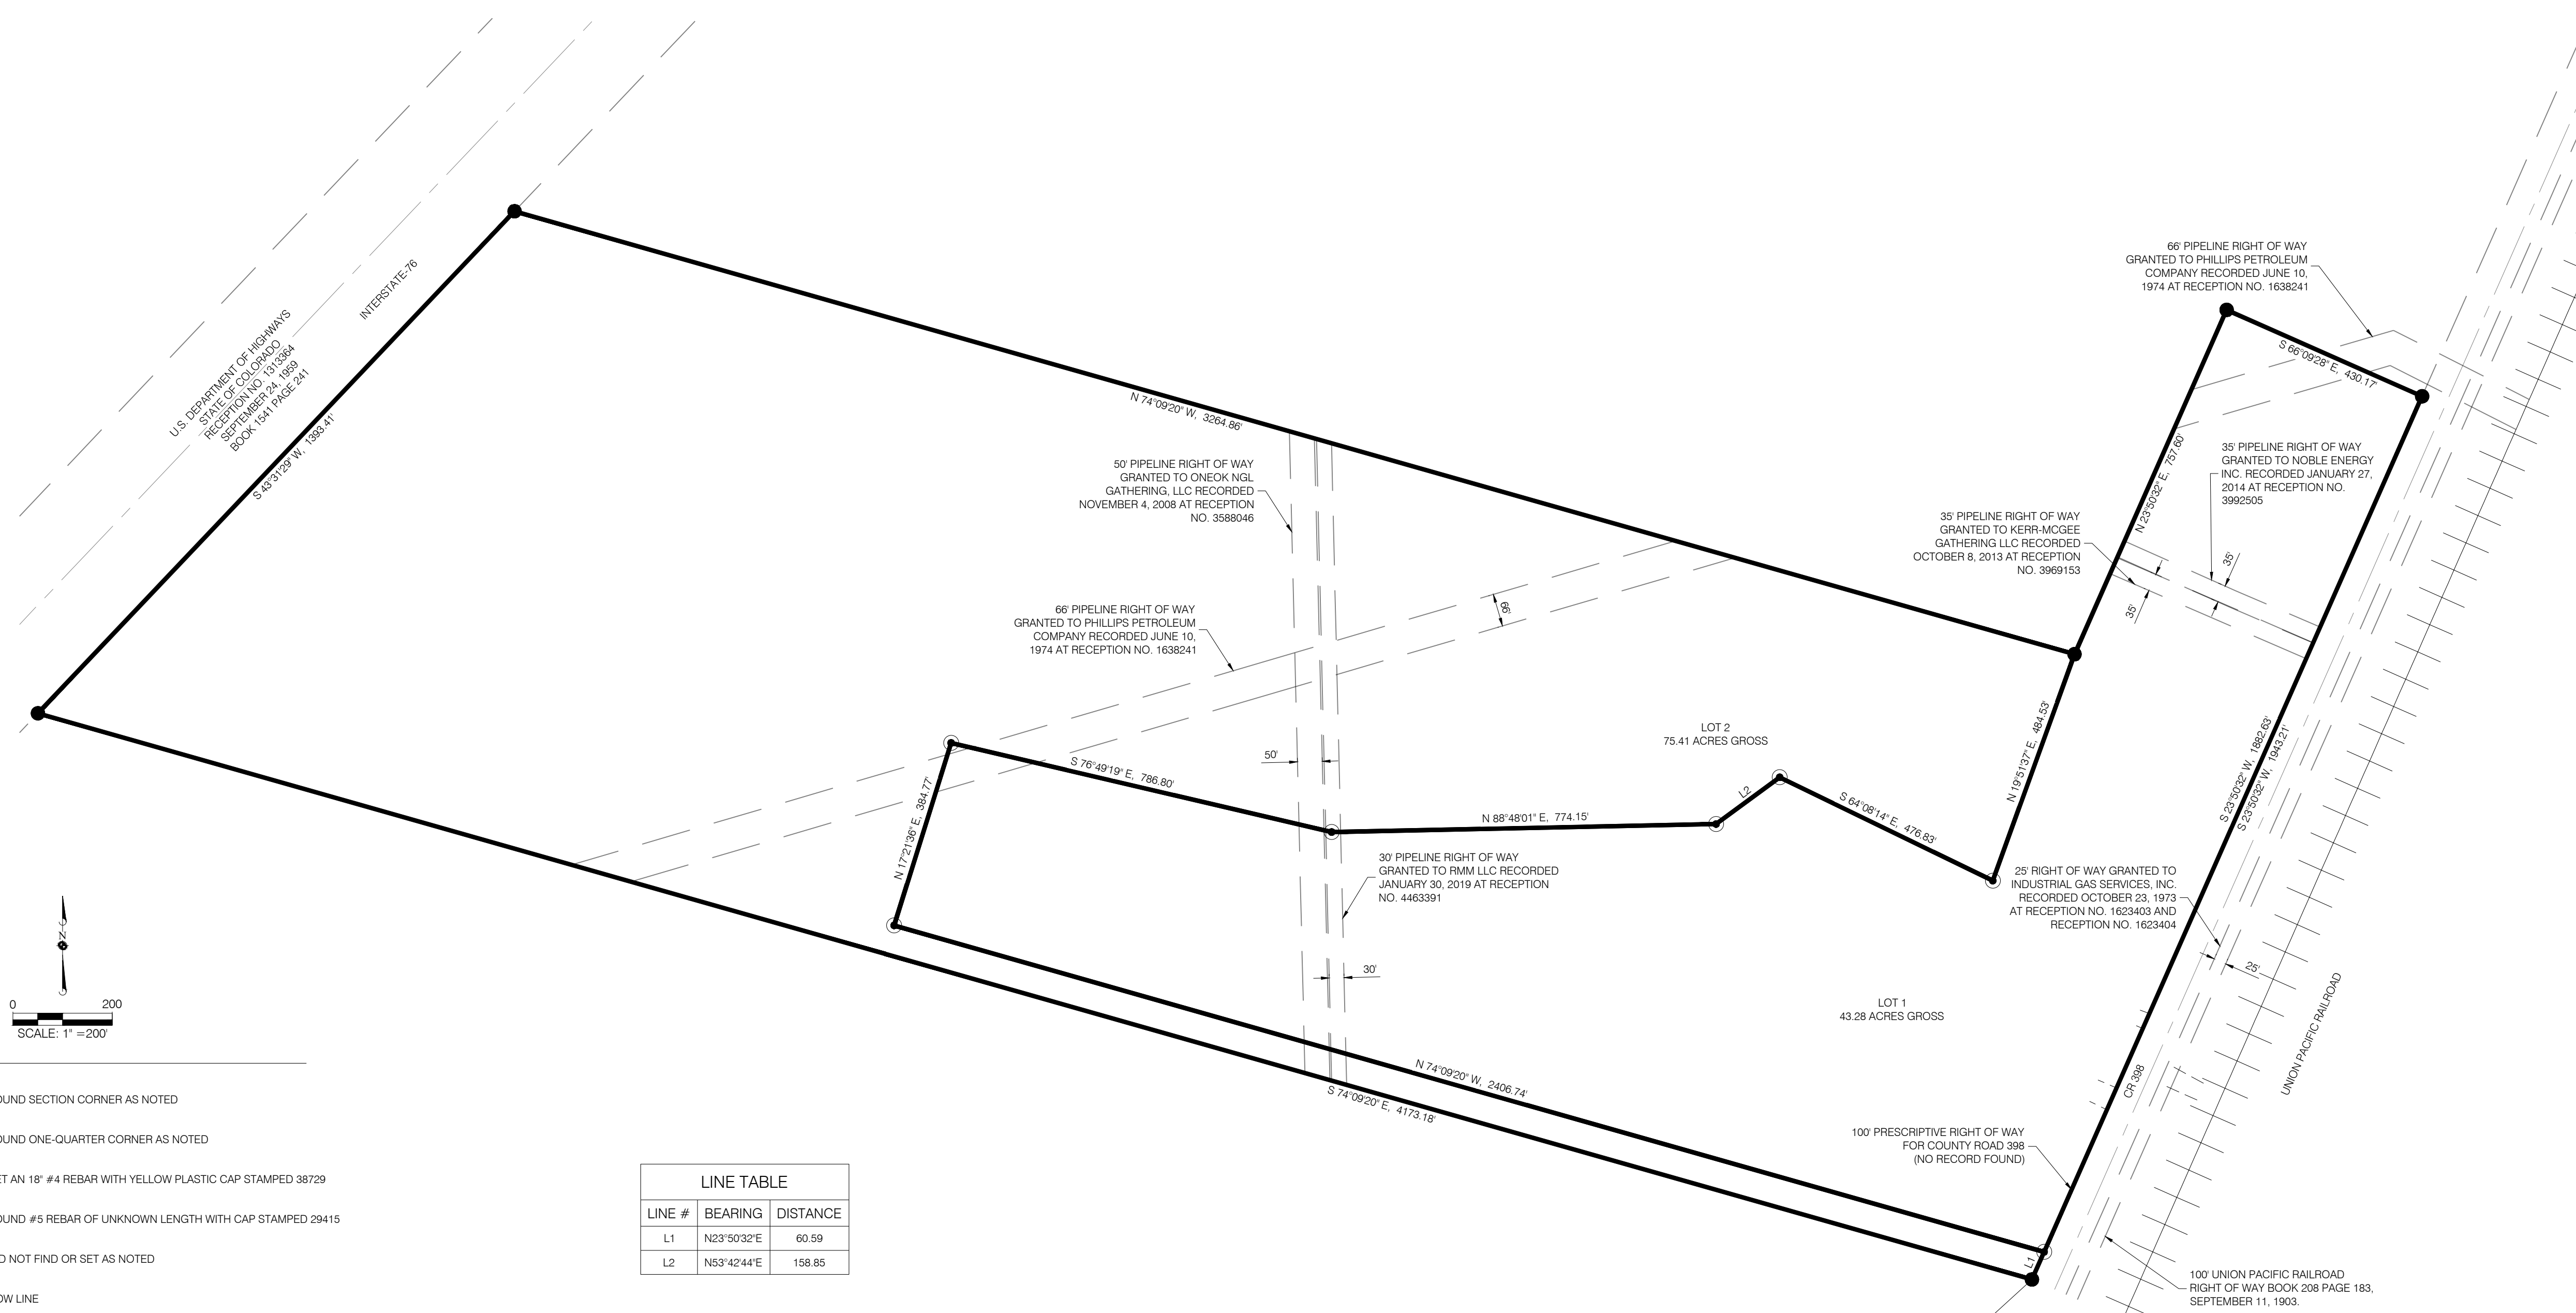 66' PIPELINE RIGHT OF WAY
GRANTED TO PHILLIPS PETROLEUM
COMPANY RECORDED JUNE 10,
1974 AT RECEPTION NO. 1638241
INTERSTATE-76
U.S. DEPARTMENT OF HIGHWAYS
STATE OF COLORADO
RECEPTION NO. 1313364
SEPTEMBER 24, 1959
BOOK 1541 PAGE 241
S 43°31'29" W, 1393.41'
N 74°09'20" W, 3264.86'
S 66°09'28" E, 430.17'
N 23°50'32" E, 757.60'
35' PIPELINE RIGHT OF WAY
GRANTED TO NOBLE ENERGY
INC. RECORDED JANUARY 27,
2014 AT RECEPTION NO.
3992505
50' PIPELINE RIGHT OF WAY
GRANTED TO ONEOK NGL
GATHERING, LLC RECORDED
NOVEMBER 4, 2008 AT RECEPTION
NO. 3588046
35' PIPELINE RIGHT OF WAY
GRANTED TO KERR-MCGEE
GATHERING LLC RECORDED
OCTOBER 8, 2013 AT RECEPTION
NO. 3969153
35'
35'
66' PIPELINE RIGHT OF WAY
GRANTED TO PHILLIPS PETROLEUM
COMPANY RECORDED JUNE 10,
1974 AT RECEPTION NO. 1638241
66'
LOT 2
75.41 ACRES GROSS
N 19°51'37" E, 484.53'
S 23°50'32" W, 1882.63'
S 23°50'32" W, 1943.21'
50'
S 76°49'19" E, 786.80'
N 17°21'36" E, 384.77'
N 88°48'01" E, 774.15'
L2
S 64°08'14" E, 476.83'
30' PIPELINE RIGHT OF WAY
GRANTED TO RMM LLC RECORDED
JANUARY 30, 2019 AT RECEPTION
NO. 4463391
25' RIGHT OF WAY GRANTED TO
INDUSTRIAL GAS SERVICES, INC.
RECORDED OCTOBER 23, 1973
AT RECEPTION NO. 1623403 AND
RECEPTION NO. 1623404
25'
30'
LOT 1
43.28 ACRES GROSS
UNION PACIFIC RAILROAD
CR 398
N 74°09'20" W, 2406.74'
S 74°09'20" E, 4173.18'
100' PRESCRIPTIVE RIGHT OF WAY
FOR COUNTY ROAD 398
(NO RECORD FOUND)
L1
100' UNION PACIFIC RAILROAD
RIGHT OF WAY BOOK 208 PAGE 183,
SEPTEMBER 11, 1903.
N
0 200
SCALE: 1" =200'
OUND SECTION CORNER AS NOTED
OUND ONE-QUARTER CORNER AS NOTED
ET AN 18" #4 REBAR WITH YELLOW PLASTIC CAP STAMPED 38729
OUND #5 REBAR OF UNKNOWN LENGTH WITH CAP STAMPED 29415
D NOT FIND OR SET AS NOTED
OW LINE
LINE TABLE
LINE # BEARING DISTANCE
L1 N23°50'32"E 60.59
L2 N53°42'44"E 158.85